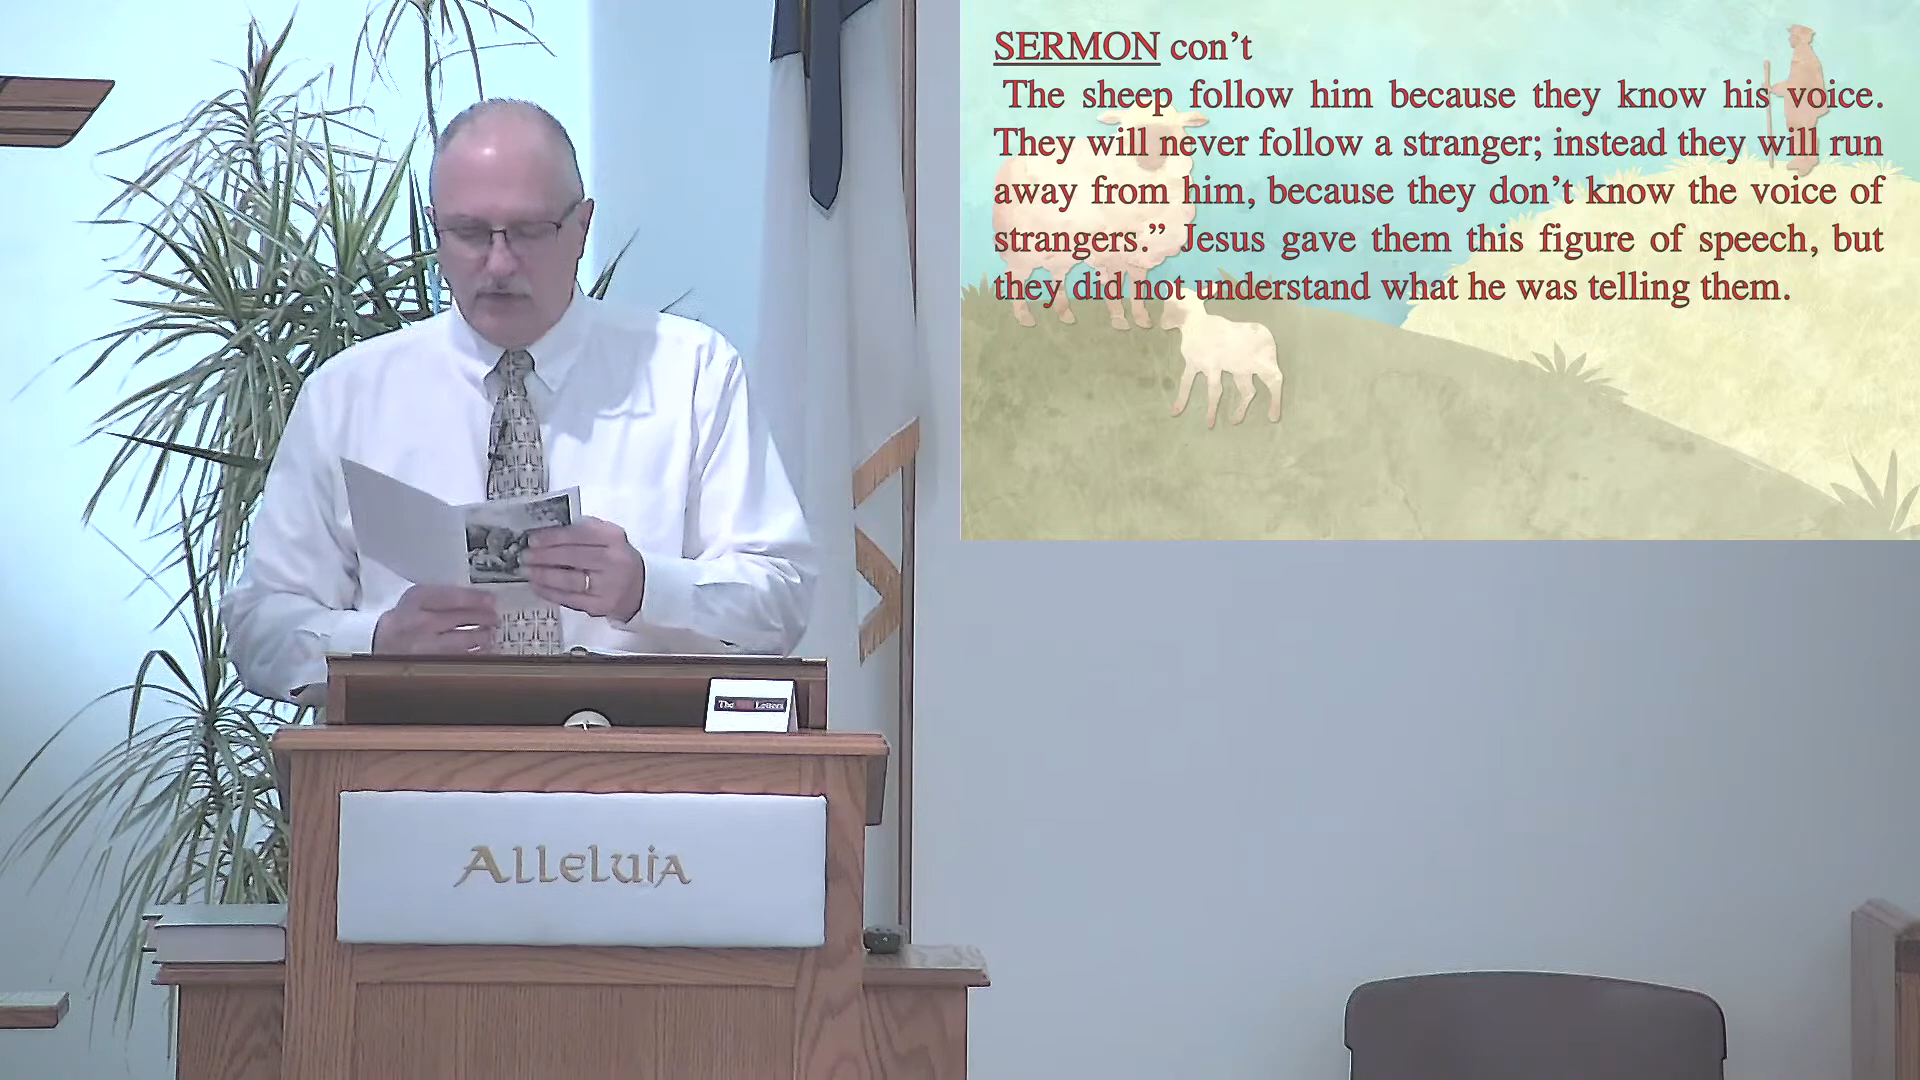 SERMON con’t
The sheep follow him because they know his voice.
They will never follow a stranger; instead they will run
away from him, because they don’t know the voice of
strangers.” Jesus gave them this figure of speech, but
they did not understand what he was telling them.
The Letters
Alleluia